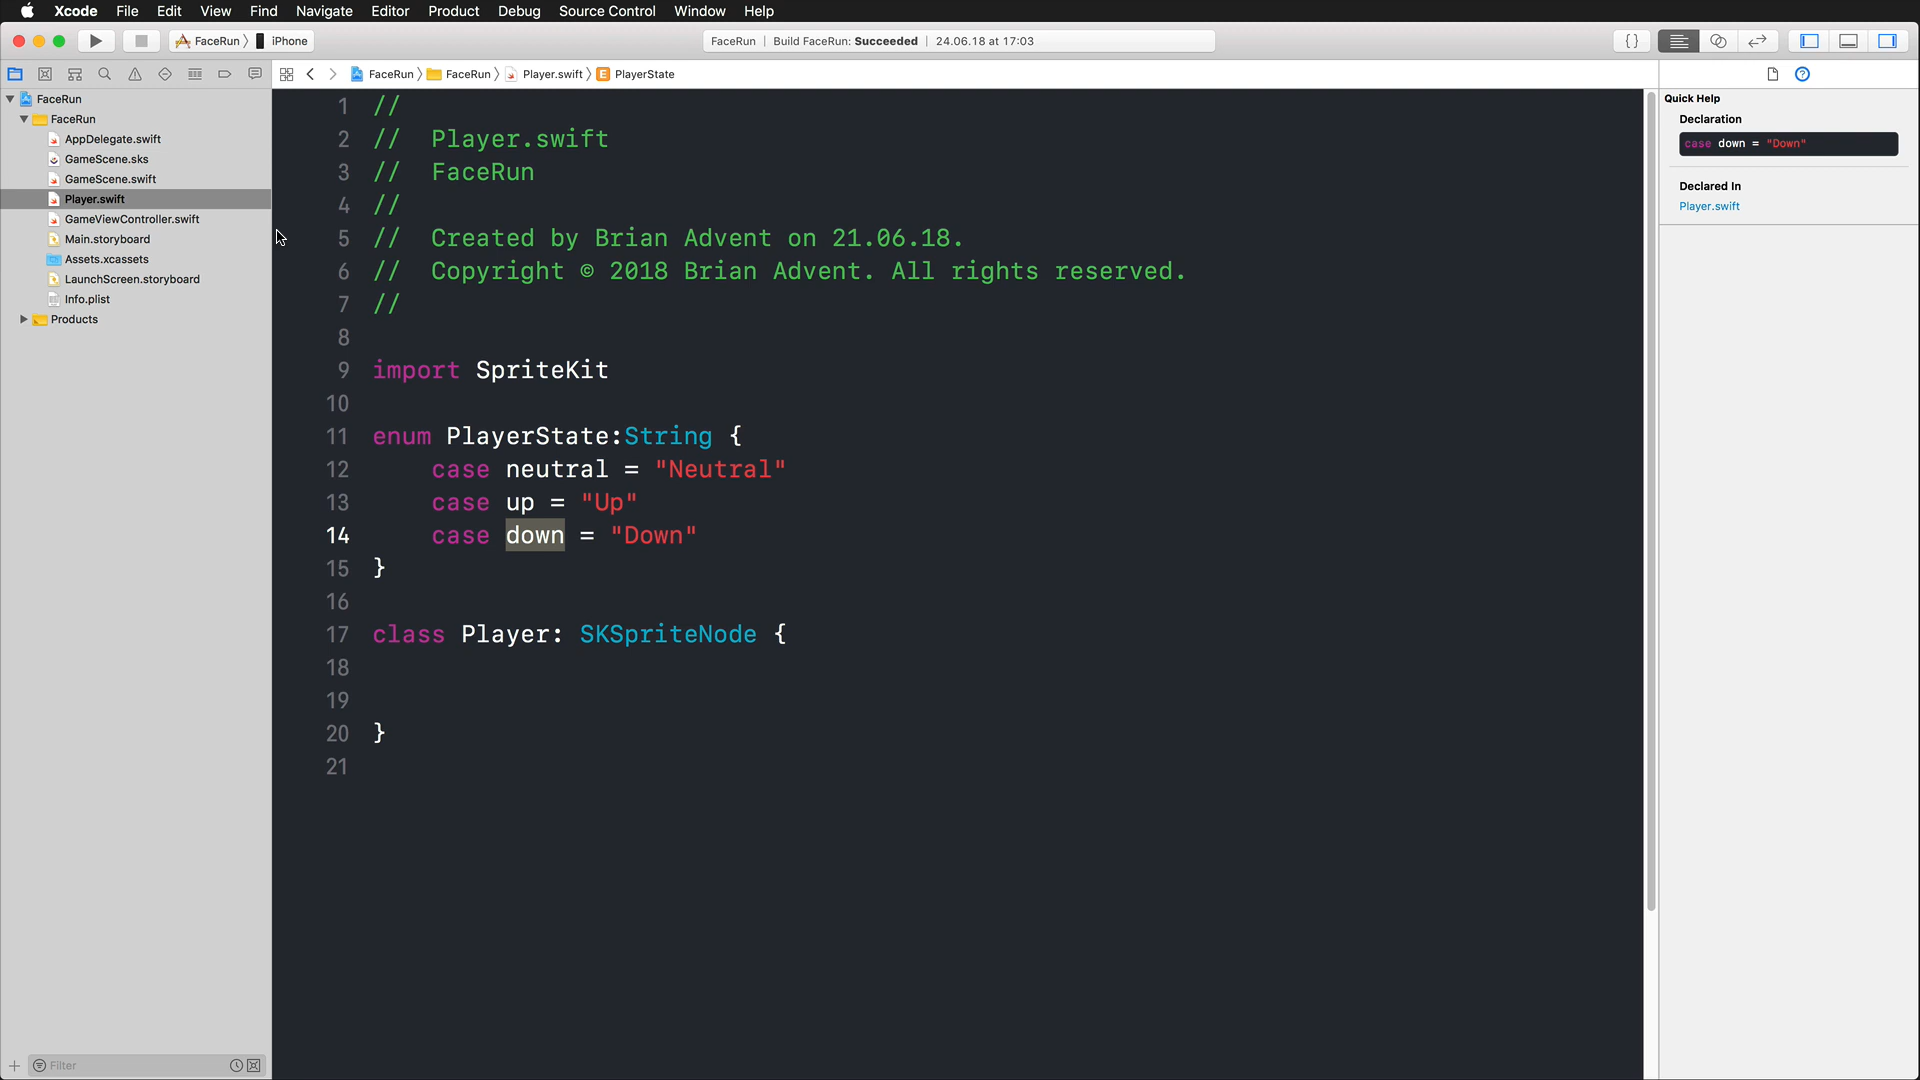 Xcode File Edit View Find Navigate Editor Product Debug Source Control Window Help
FaceRun iPhone
FaceRun | Build FaceRun: Succeeded | 24.06.18 at 17:03
{}
FaceRun FaceRun Player.swift E PlayerState
FaceRun
FaceRun
AppDelegate.swift
GameScene.sks
GameScene.swift
Player.swift
GameViewController.swift
Main.storyboard
Assets.xcassets
LaunchScreen.storyboard
Info.plist
Products
Filter
1 //
2 //  Player.swift
3 //  FaceRun
4 //
5 //  Created by Brian Advent on 21.06.18.
6 //  Copyright © 2018 Brian Advent. All rights reserved.
7 //
8
9 import SpriteKit
10
11 enum PlayerState:String {
12     case neutral = "Neutral"
13     case up = "Up"
14     case down = "Down"
15 }
16
17 class Player: SKSpriteNode {
18
19
20 }
21
Quick Help
Declaration
case down = "Down"
Declared In
Player.swift